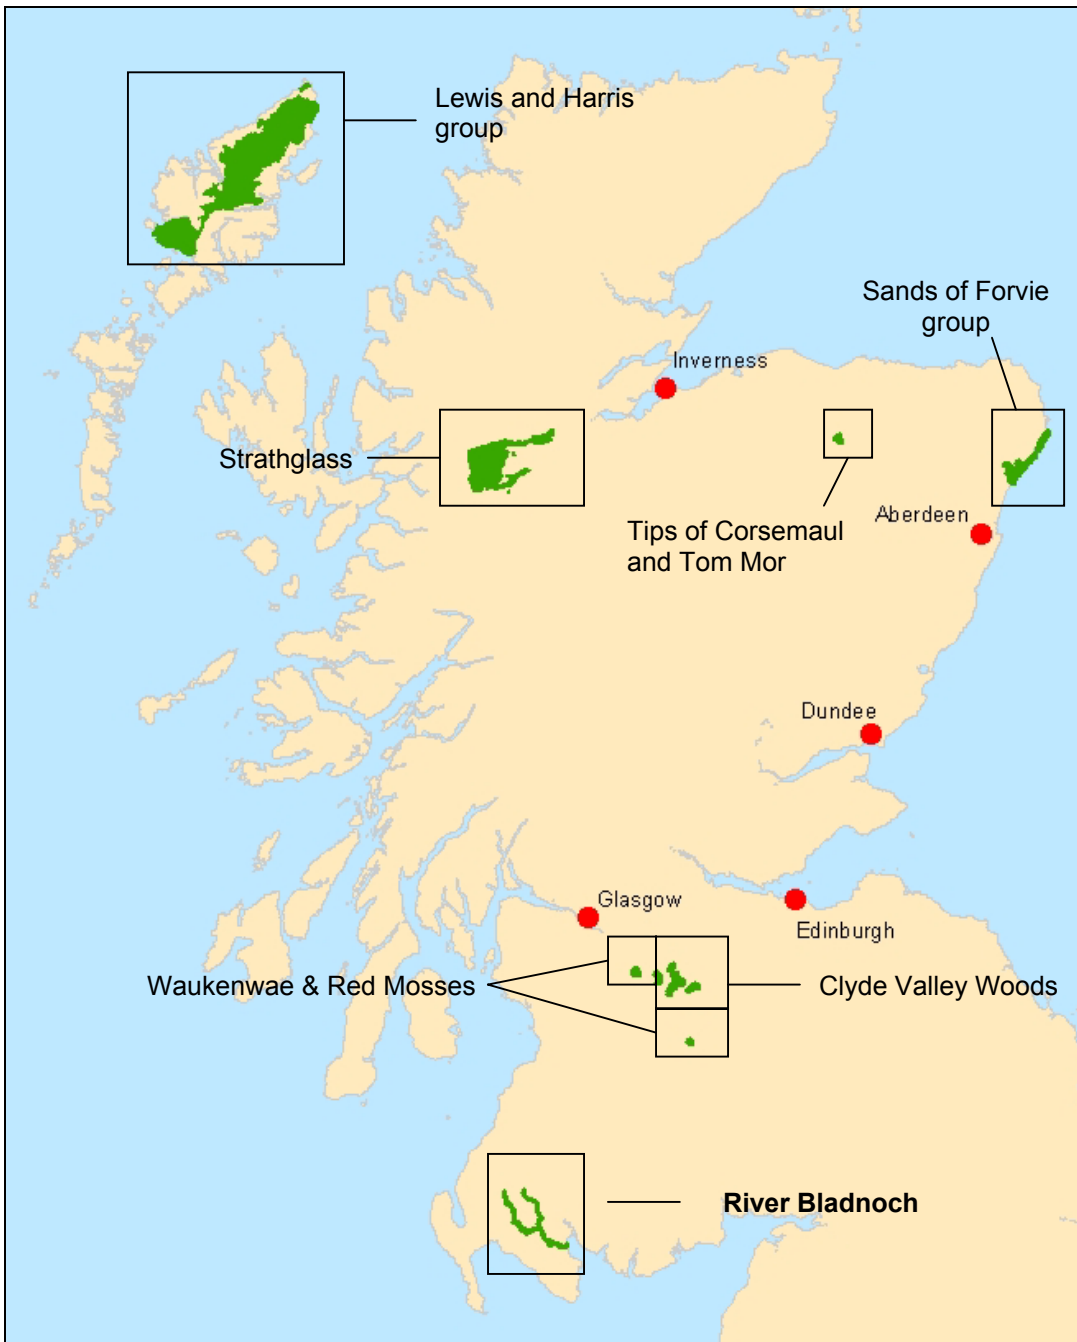 Lewis and Harris
group
Sands of Forvie
group
Inverness
Strathglass
Tips of Corsemaul
and Tom Mor
Aberdeen
Dundee
Glasgow
Edinburgh
Waukenwae & Red Mosses
Clyde Valley Woods
River Bladnoch